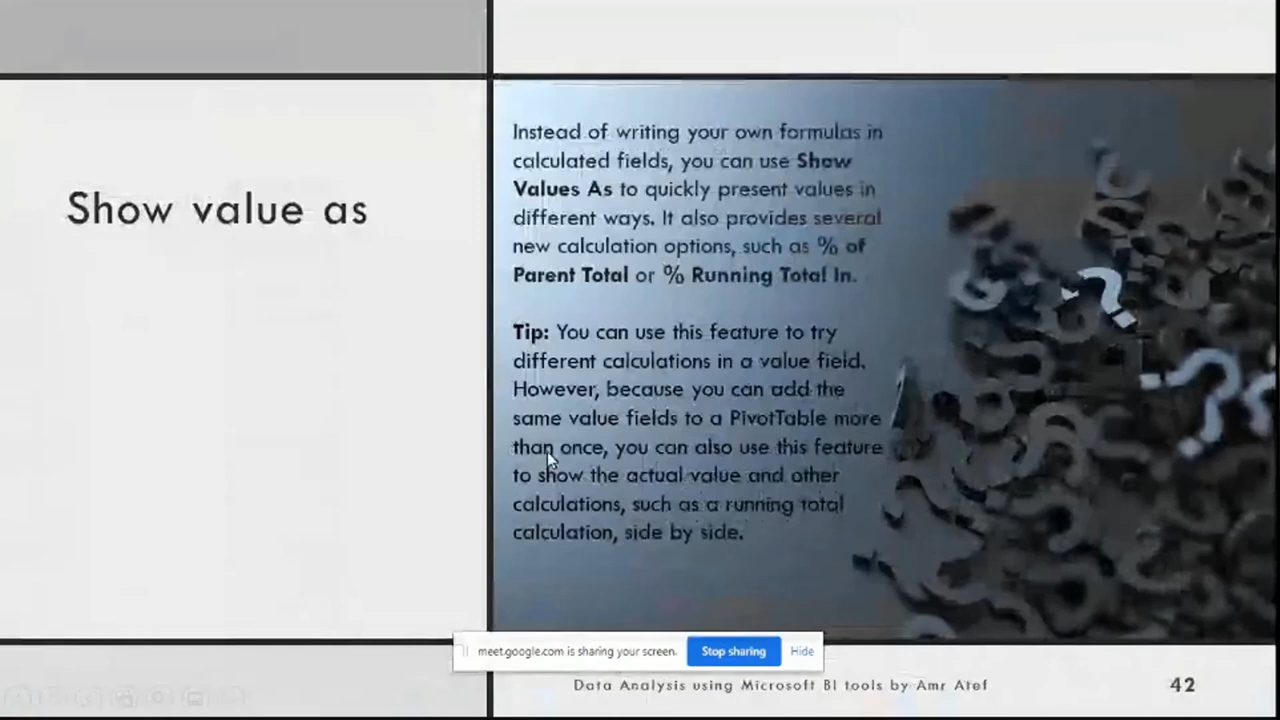 Show value as
Instead of writing your own formulas in
calculated fields, you can use Show
Values As to quickly present values in
different ways. It also provides several
new calculation options, such as % of
Parent Total or % Running Total In.
Tip: You can use this feature to try
different calculations in a value field.
However, because you can add the
same value fields to a PivotTable more
than once, you can also use this feature
to show the actual value and other
calculations, such as a running total
calculation, side by side.
meet.google.com is sharing your screen.
Stop sharing
Hide
Data Analysis using Microsoft BI tools by Amr Atef
42